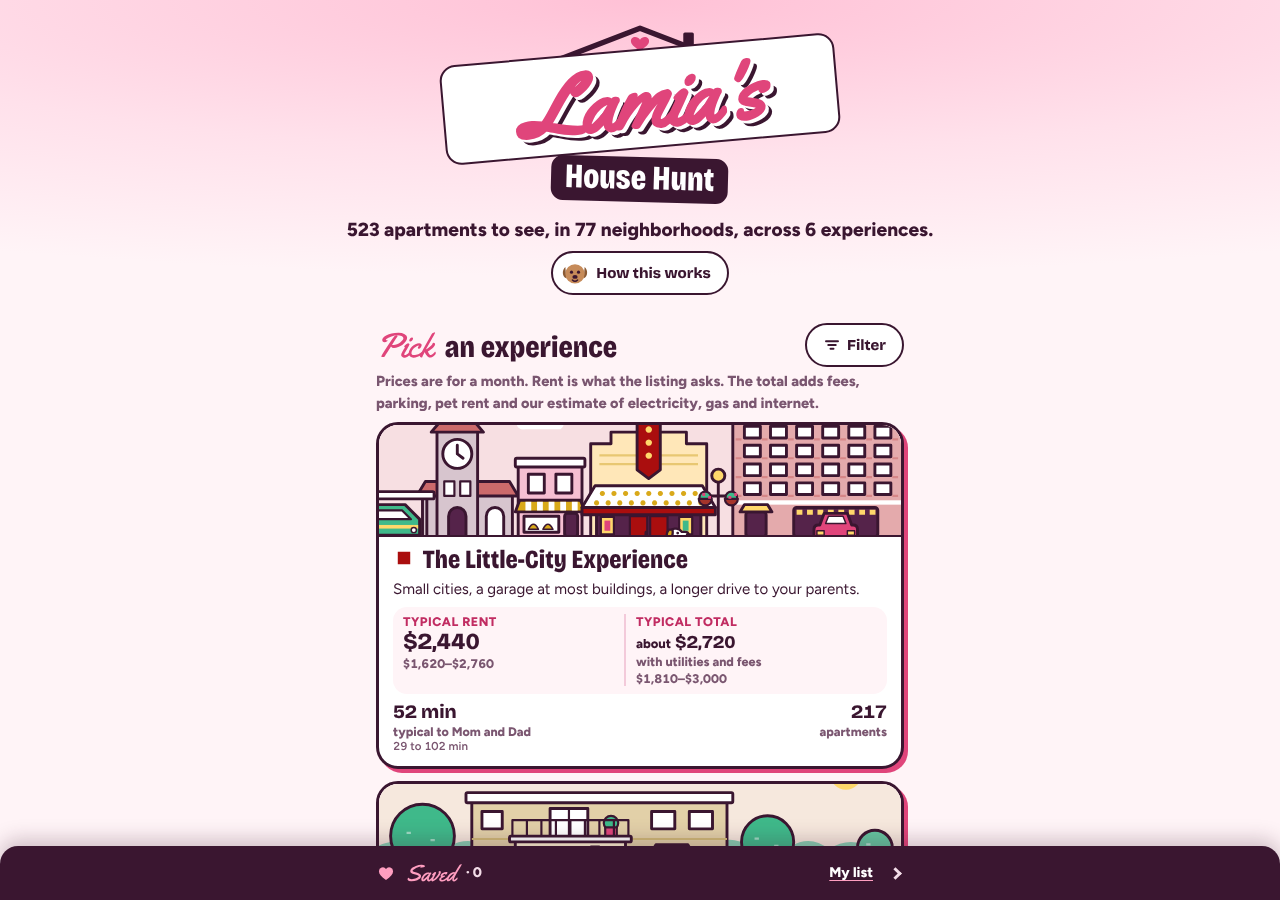 Lamia's
House Hunt
523 apartments to see, in 77 neighborhoods, across 6 experiences.
How this works
Pick an experience
Filter
Prices are for a month. Rent is what the listing asks. The total adds fees,
parking, pet rent and our estimate of electricity, gas and internet.
The Little-City Experience
Small cities, a garage at most buildings, a longer drive to your parents.
TYPICAL RENT
$2,440
$1,620–$2,760
TYPICAL TOTAL
about $2,720
with utilities and fees
$1,810–$3,000
52 min
typical to Mom and Dad
29 to 102 min
217
apartments
Saved · 0
My list